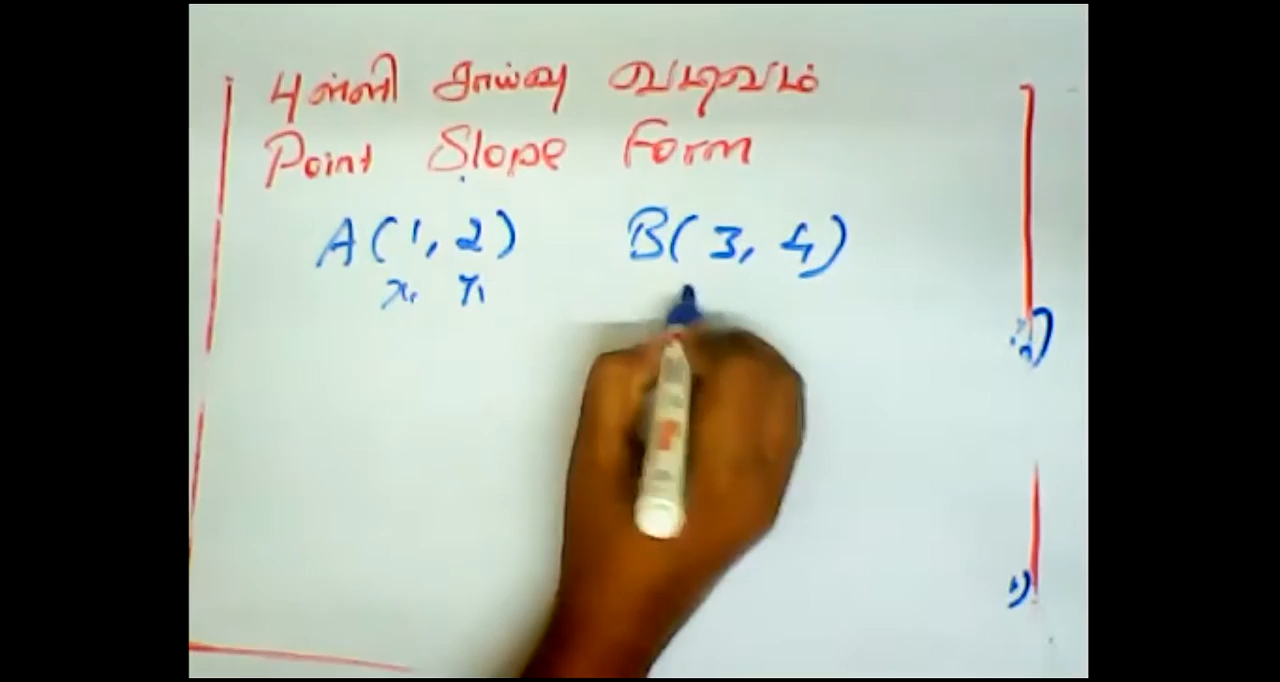 புள்ளி சாய்வு வடிவம்
Point Slope Form
A(1, 2) B(3, 4)
x₁ y₁